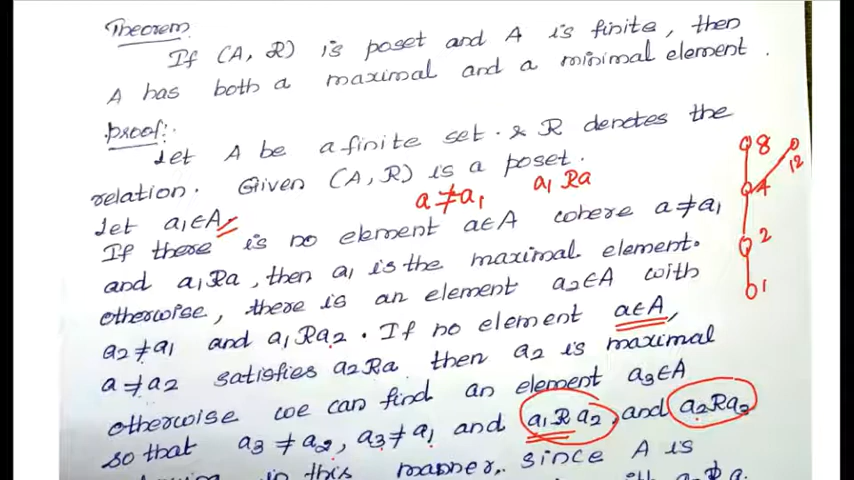 Theorem
If (A, R) is poset and A is finite, then
A has both a maximal and a minimal element.
proof:
Let A be a finite set. & R denotes the
relation. Given (A, R) is a poset.
a ≠ a₁ a₁ R a
Let a₁ ∈ A
If there is no element a ∈ A where a ≠ a₁
and a₁ R a, then a₁ is the maximal element.
otherwise, there is an element a₂ ∈ A with
a₂ ≠ a₁ and a₁ R a₂. If no element a ∈ A,
a ≠ a₂ satisfies a₂ R a then a₂ is maximal
otherwise we can find an element a₃ ∈ A
so that a₃ ≠ a₂, a₃ ≠ a₁ and a₁ R a₂, and a₂ R a₃
in this manner, since A is
8
12
4
2
1